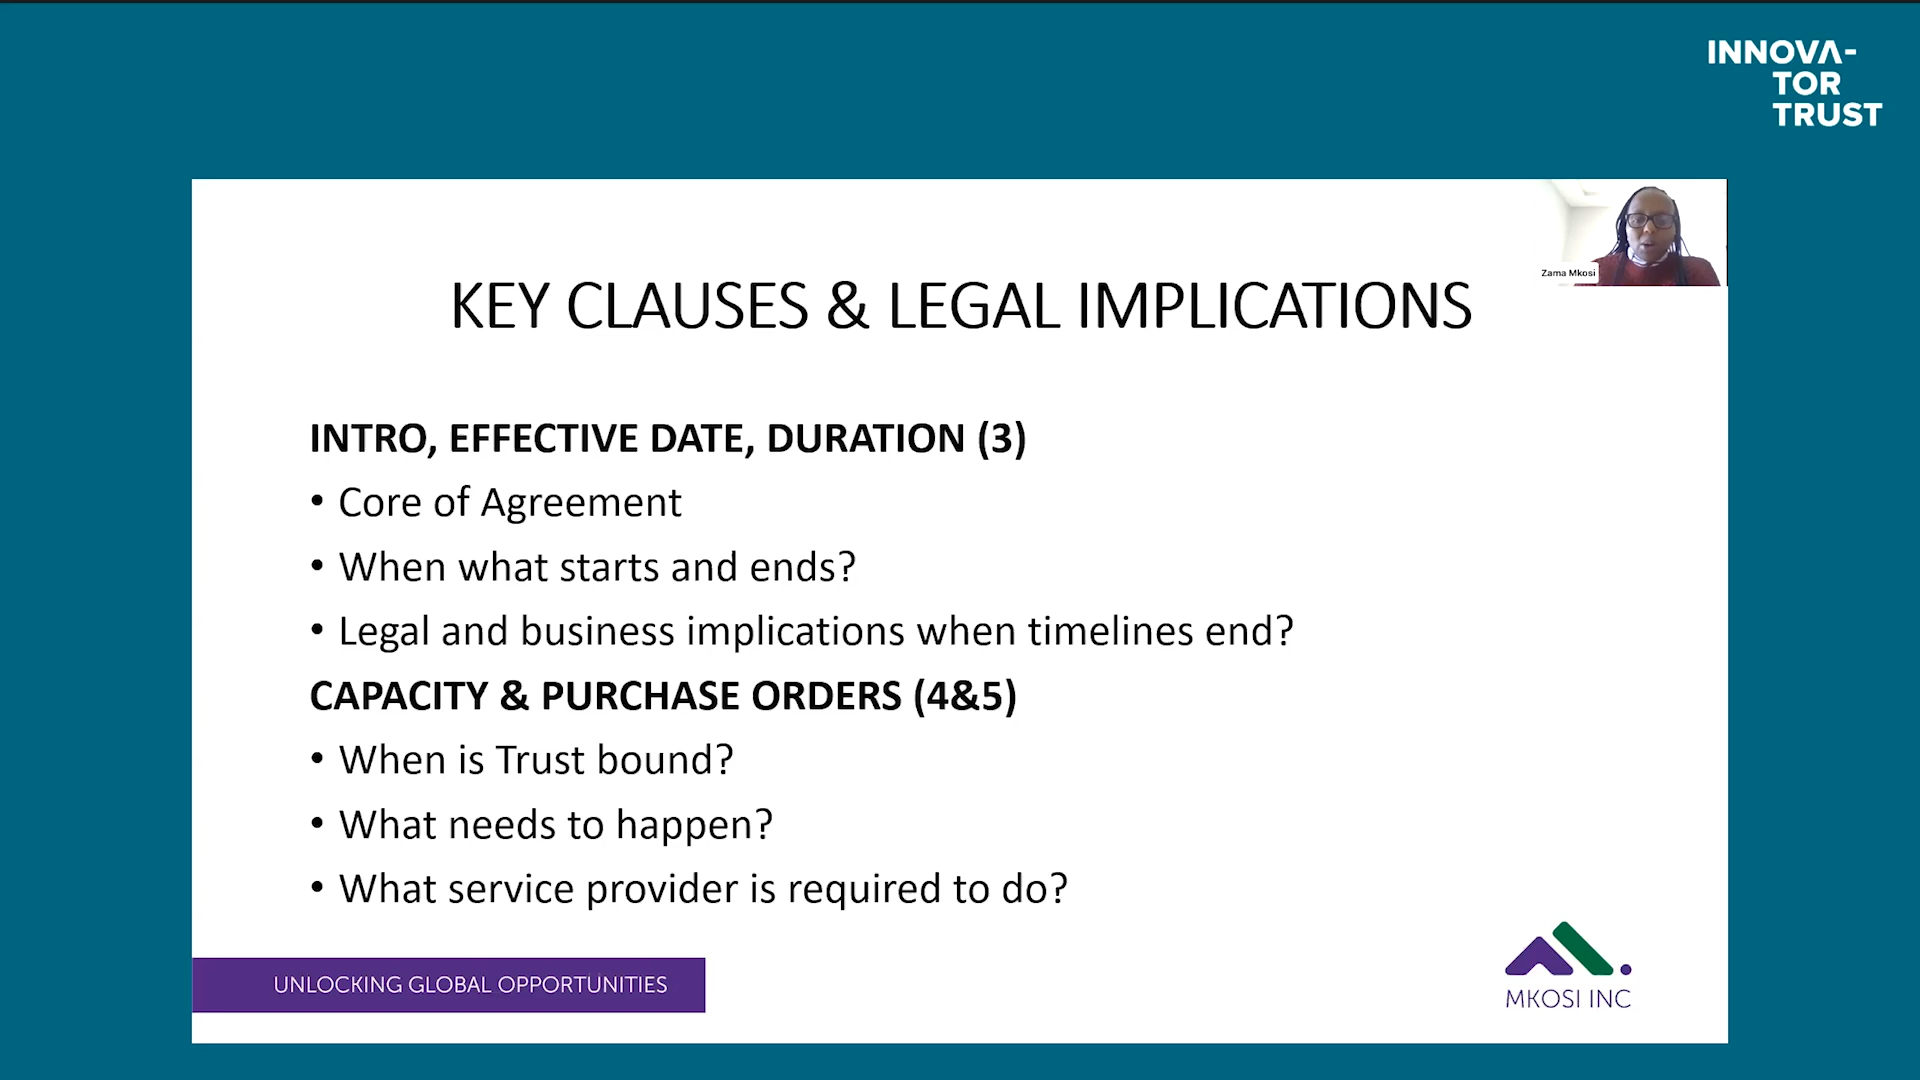 INNOVA-
TOR
TRUST
Zama Mkosi
KEY CLAUSES & LEGAL IMPLICATIONS
INTRO, EFFECTIVE DATE, DURATION (3)
• Core of Agreement
• When what starts and ends?
• Legal and business implications when timelines end?
CAPACITY & PURCHASE ORDERS (4&5)
• When is Trust bound?
• What needs to happen?
• What service provider is required to do?
UNLOCKING GLOBAL OPPORTUNITIES
MKOSI INC